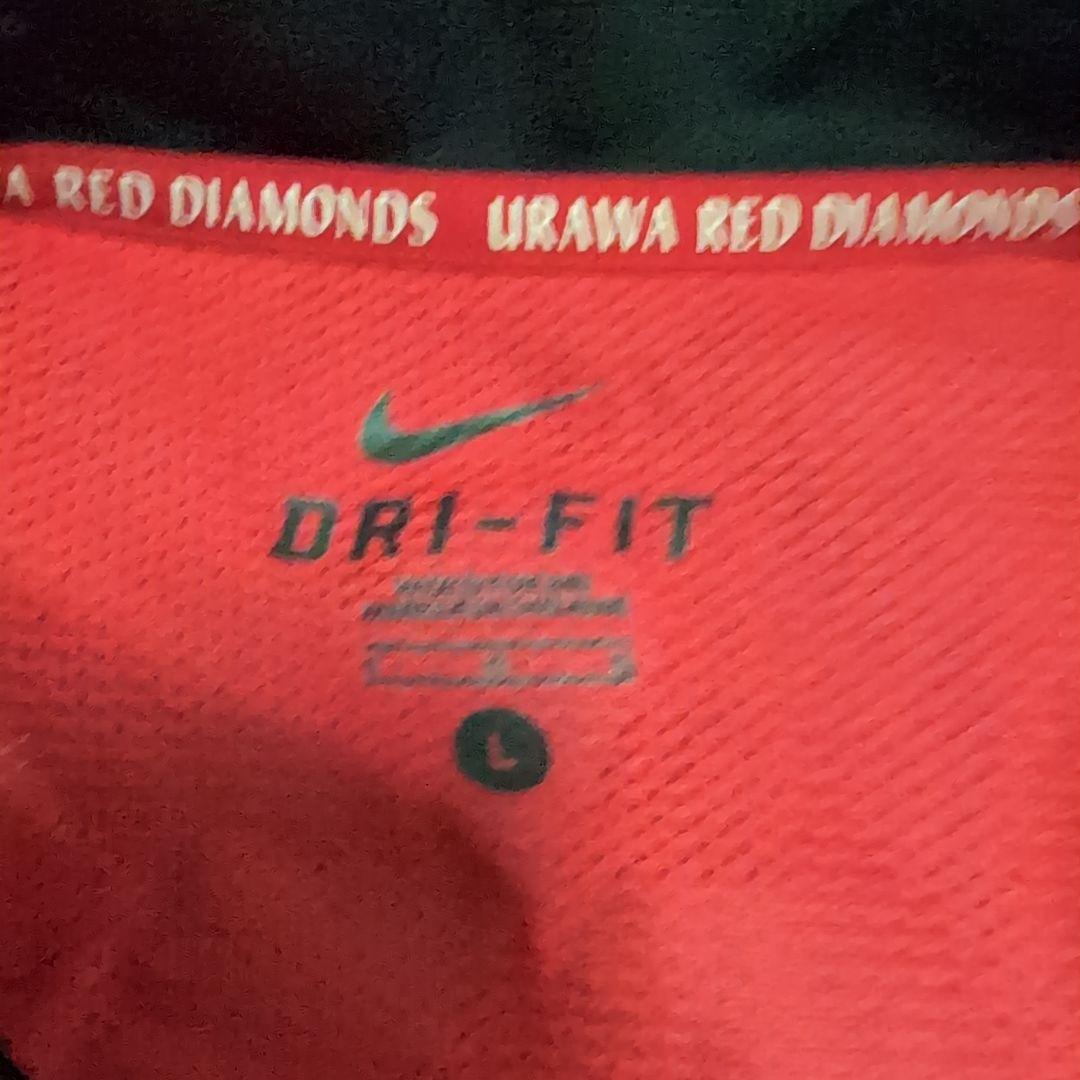 A RED DIAMONDS URAWA RED DIAMONDS
DRI-FIT
L